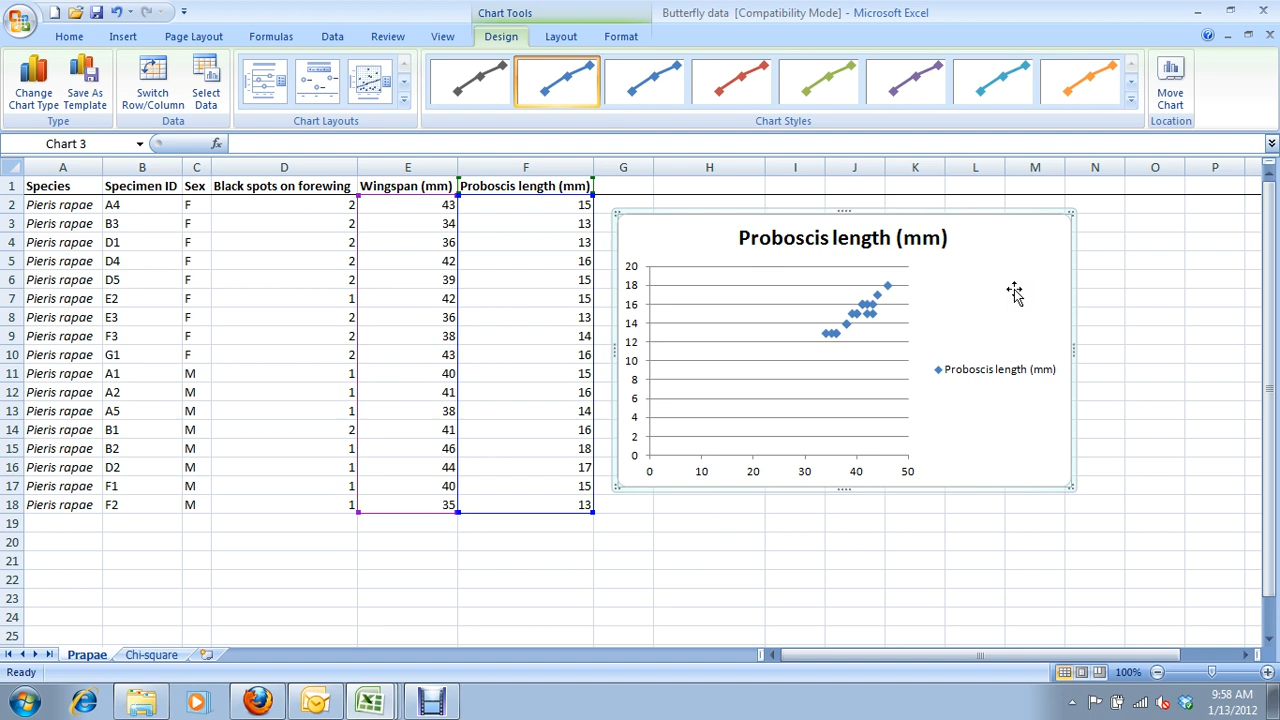 Chart Tools
Butterfly data [Compatibility Mode] - Microsoft Excel
Home Insert Page Layout Formulas Data Review View Design Layout Format
Change Chart Type
Save As Template
Switch Row/Column
Select Data
Move Chart
Type Data Chart Layouts Chart Styles Location
Chart 3 fx
A B C D E F G H I J K L M N O P
1 Species Specimen ID Sex Black spots on forewing Wingspan (mm) Proboscis length (mm)
2 Pieris rapae A4 F 2 43 15
3 Pieris rapae B3 F 2 34 13
4 Pieris rapae D1 F 2 36 13
5 Pieris rapae D4 F 2 42 16
6 Pieris rapae D5 F 2 39 15
7 Pieris rapae E2 F 1 42 15
8 Pieris rapae E3 F 2 36 13
9 Pieris rapae F3 F 2 38 14
10 Pieris rapae G1 F 2 43 16
11 Pieris rapae A1 M 1 40 15
12 Pieris rapae A2 M 1 41 16
13 Pieris rapae A5 M 1 38 14
14 Pieris rapae B1 M 2 41 16
15 Pieris rapae B2 M 1 46 18
16 Pieris rapae D2 M 1 44 17
17 Pieris rapae F1 M 1 40 15
18 Pieris rapae F2 M 1 35 13
19
20
21
22
23
24
25
Proboscis length (mm)
20
18
16
14
12
10
8
6
4
2
0
0 10 20 30 40 50
Proboscis length (mm)
Prapae Chi-square
Ready 100%
9:58 AM
1/13/2012